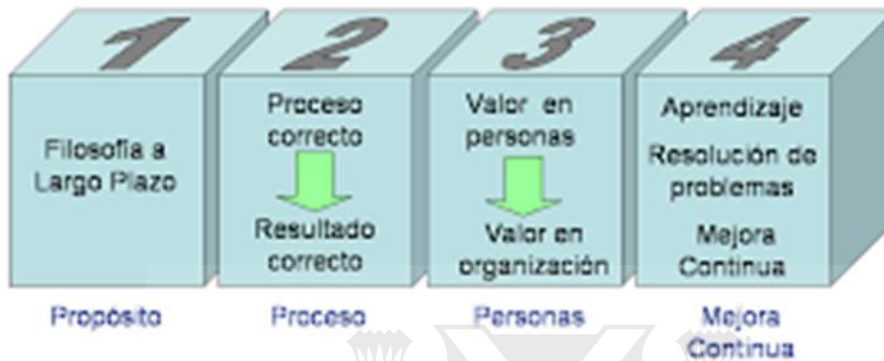 1
Filosofía a
Largo Plazo
Propósito
2
Proceso
correcto
Resultado
correcto
Proceso
3
Valor en
personas
Valor en
organización
Personas
4
Aprendizaje
Resolución de
problemas
Mejora
Continua
Mejora
Continua